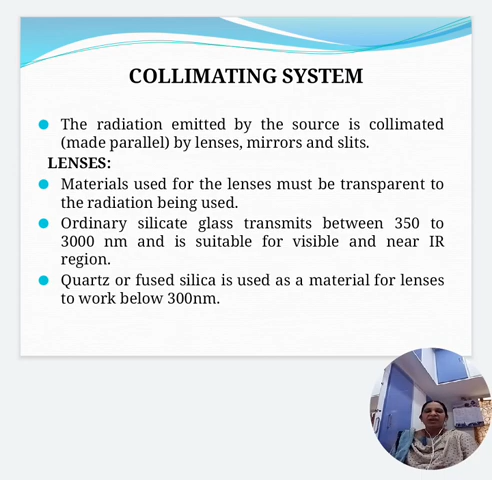 COLLIMATING SYSTEM
The radiation emitted by the source is collimated
(made parallel) by lenses, mirrors and slits.
LENSES:
Materials used for the lenses must be transparent to
the radiation being used.
Ordinary silicate glass transmits between 350 to
3000 nm and is suitable for visible and near IR
region.
Quartz or fused silica is used as a material for lenses
to work below 300nm.